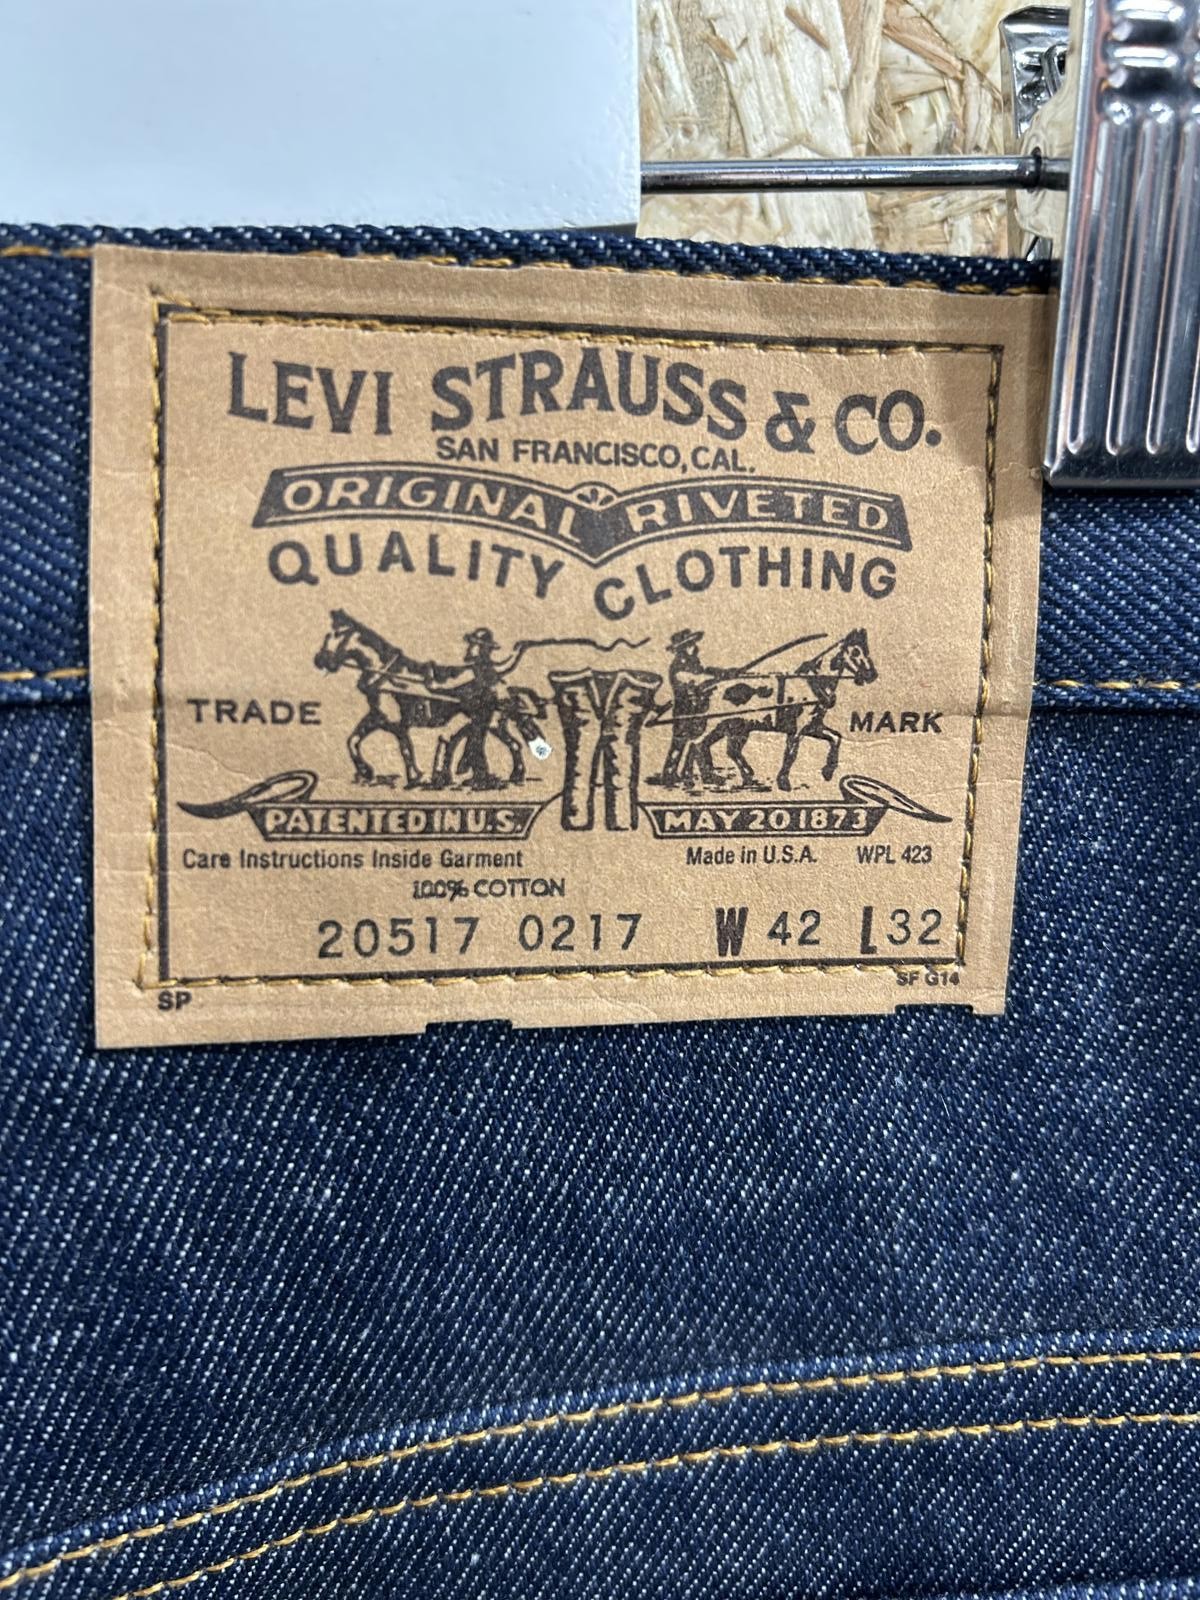 LEVI STRAUSS & CO.
SAN FRANCISCO, CAL.
ORIGINAL RIVETED
QUALITY CLOTHING
TRADE MARK
PATENTED IN U.S. MAY 20 1873
Care Instructions Inside Garment Made in U.S.A. WPL 423
100% COTTON
20517 0217 W 42 L 32
SP SF G14